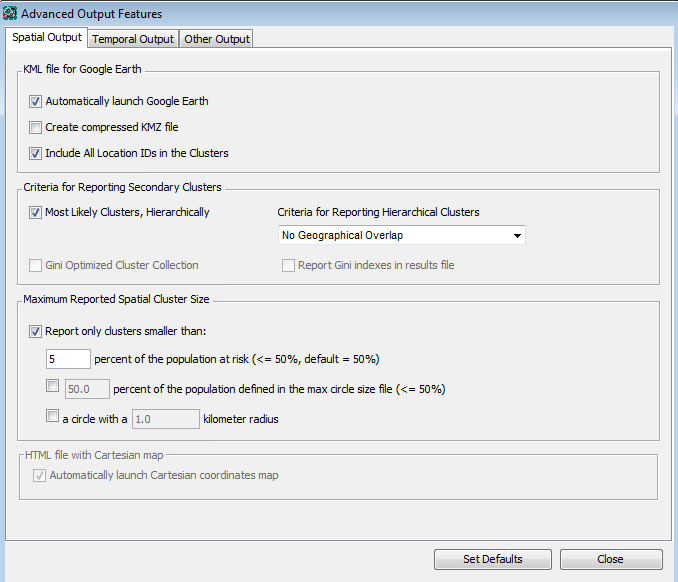 Advanced Output Features
Spatial Output Temporal Output Other Output
KML file for Google Earth
Automatically launch Google Earth
Create compressed KMZ file
Include All Location IDs in the Clusters
Criteria for Reporting Secondary Clusters
Most Likely Clusters, Hierarchically Criteria for Reporting Hierarchical Clusters
No Geographical Overlap
Gini Optimized Cluster Collection Report Gini indexes in results file
Maximum Reported Spatial Cluster Size
Report only clusters smaller than:
5 percent of the population at risk (<= 50%, default = 50%)
50.0 percent of the population defined in the max circle size file (<= 50%)
a circle with a 1.0 kilometer radius
HTML file with Cartesian map
Automatically launch Cartesian coordinates map
Set Defaults Close